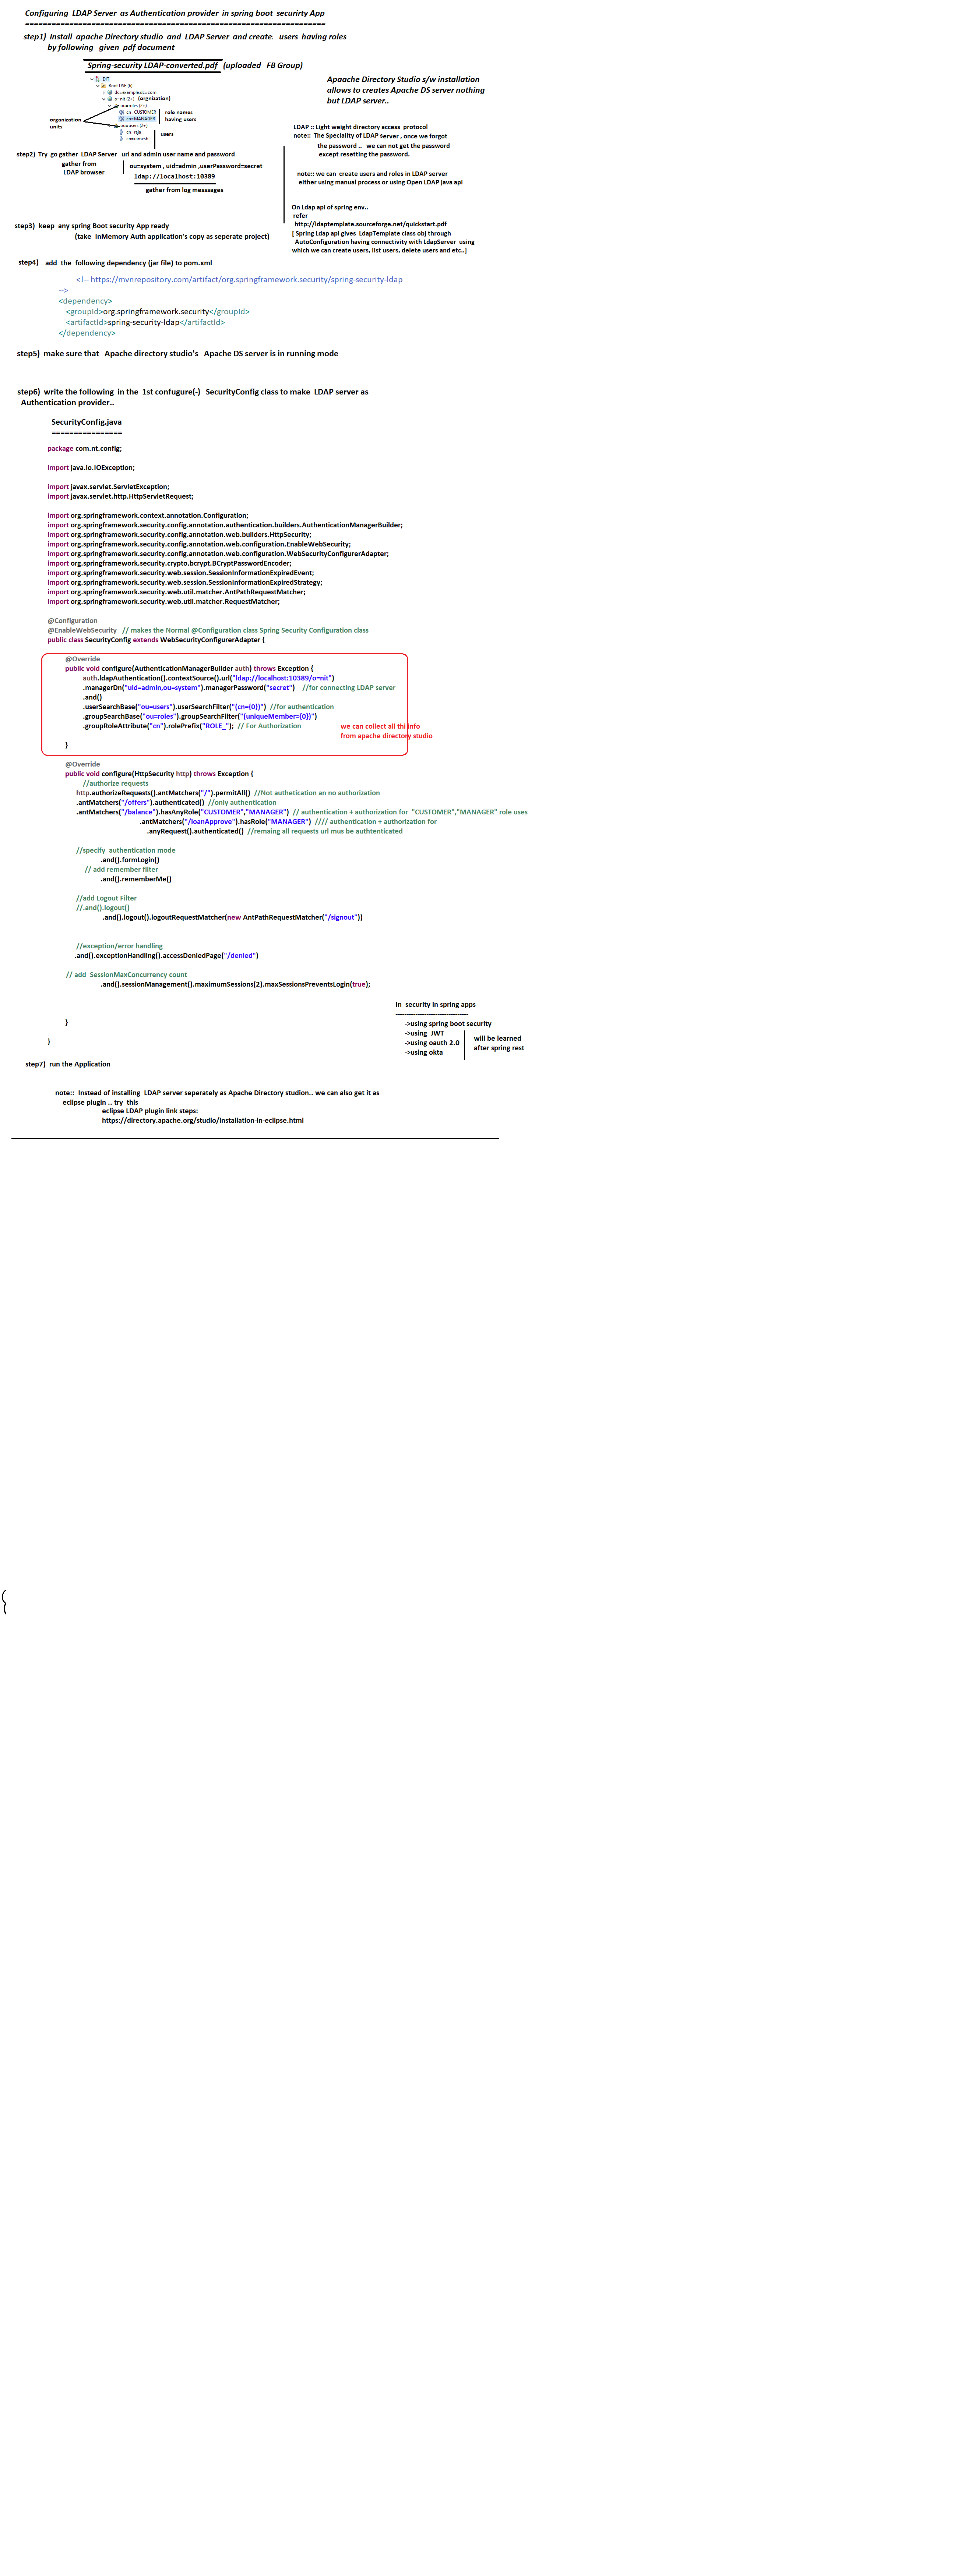 Configuring LDAP Server as Authentication provider in spring boot securirty App
====================================================================
step1) Install apache Directory studio and LDAP Server and create users having roles
by following given pdf document
Spring-security LDAP-converted.pdf (uploaded FB Group)
Apaache Directory Studio s/w installation
allows to creates Apache DS server nothing
but LDAP server..
DIT
Root DSE (6)
dc=example,dc=com
o=nit (2+) (orgnization)
ou=roles (2+)
cn=CUSTOMER
cn=MANAGER
ou=users (2+)
cn=raja
cn=ramesh
role names
having users
organization
units
users
LDAP :: Light weight directory access protocol
note:: The Speciality of LDAP server , once we forgot
the password .. we can not get the password
except resetting the password.
note:: we can create users and roles in LDAP server
either using manual process or using Open LDAP java api
step2) Try go gather LDAP Server url and admin user name and password
gather from
LDAP browser
ou=system , uid=admin ,userPassword=secret
ldap://localhost:10389
gather from log messsages
On Ldap api of spring env..
refer
http://ldaptemplate.sourceforge.net/quickstart.pdf
[ Spring Ldap api gives LdapTemplate class obj through
AutoConfiguration having connectivity with LdapServer using
which we can create users, list users, delete users and etc..]
step3) keep any spring Boot security App ready
(take InMemory Auth application's copy as seperate project)
step4) add the following dependency (jar file) to pom.xml
<!-- https://mvnrepository.com/artifact/org.springframework.security/spring-security-ldap
-->
<dependency>
<groupId>org.springframework.security</groupId>
<artifactId>spring-security-ldap</artifactId>
</dependency>
step5) make sure that Apache directory studio's Apache DS server is in running mode
step6) write the following in the 1st confugure(-) SecurityConfig class to make LDAP server as
Authentication provider..
SecurityConfig.java
================
package com.nt.config;
import java.io.IOException;
import javax.servlet.ServletException;
import javax.servlet.http.HttpServletRequest;
import org.springframework.context.annotation.Configuration;
import org.springframework.security.config.annotation.authentication.builders.AuthenticationManagerBuilder;
import org.springframework.security.config.annotation.web.builders.HttpSecurity;
import org.springframework.security.config.annotation.web.configuration.EnableWebSecurity;
import org.springframework.security.config.annotation.web.configuration.WebSecurityConfigurerAdapter;
import org.springframework.security.crypto.bcrypt.BCryptPasswordEncoder;
import org.springframework.security.web.session.SessionInformationExpiredEvent;
import org.springframework.security.web.session.SessionInformationExpiredStrategy;
import org.springframework.security.web.util.matcher.AntPathRequestMatcher;
import org.springframework.security.web.util.matcher.RequestMatcher;
@Configuration
@EnableWebSecurity // makes the Normal @Configuration class Spring Security Configuration class
public class SecurityConfig extends WebSecurityConfigurerAdapter {
@Override
public void configure(AuthenticationManagerBuilder auth) throws Exception {
auth.ldapAuthentication().contextSource().url("ldap://localhost:10389/o=nit")
.managerDn("uid=admin,ou=system").managerPassword("secret") //for connecting LDAP server
.and()
.userSearchBase("ou=users").userSearchFilter("(cn={0})") //for authentication
.groupSearchBase("ou=roles").groupSearchFilter("(uniqueMember={0})")
.groupRoleAttribute("cn").rolePrefix("ROLE_"); // For Authorization
we can collect all thi info
from apache directory studio
}
@Override
public void configure(HttpSecurity http) throws Exception {
//authorize requests
http.authorizeRequests().antMatchers("/").permitAll() //Not authetication an no authorization
.antMatchers("/offers").authenticated() //only authentication
.antMatchers("/balance").hasAnyRole("CUSTOMER","MANAGER") // authentication + authorization for "CUSTOMER","MANAGER" role uses
.antMatchers("/loanApprove").hasRole("MANAGER") //// authentication + authorization for
.anyRequest().authenticated() //remaing all requests url mus be authtenticated
//specify authentication mode
.and().formLogin()
// add remember filter
.and().rememberMe()
//add Logout Filter
//.and().logout()
.and().logout().logoutRequestMatcher(new AntPathRequestMatcher("/signout"))
//exception/error handling
.and().exceptionHandling().accessDeniedPage("/denied")
// add SessionMaxConcurrency count
.and().sessionManagement().maximumSessions(2).maxSessionsPreventsLogin(true);
}
}
In security in spring apps
-------------------------------
->using spring boot security
->using JWT
->using oauth 2.0
->using okta
will be learned
after spring rest
step7) run the Application
note:: Instead of installing LDAP server seperately as Apache Directory studion.. we can also get it as
eclipse plugin .. try this
eclipse LDAP plugin link steps:
https://directory.apache.org/studio/installation-in-eclipse.html